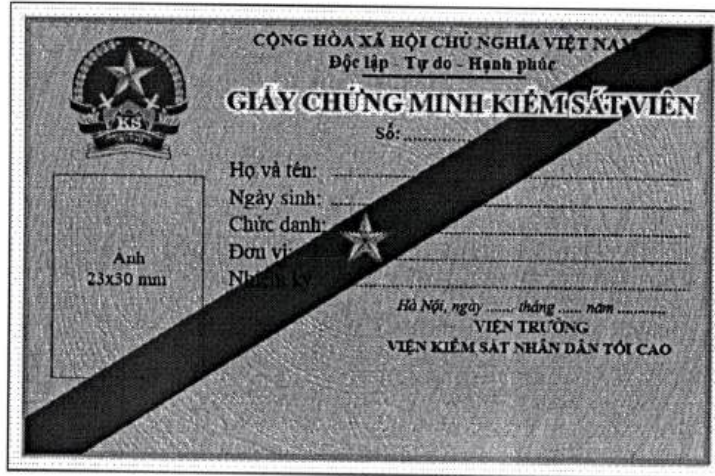 CỘNG HÒA XÃ HỘI CHỦ NGHĨA VIỆT NAM
Độc lập - Tự do - Hạnh phúc
GIẤY CHỨNG MINH KIỂM SÁT VIÊN
KS
Số:..................
Họ và tên: ..................
Ngày sinh: ..................
Chức danh: ..................
Đơn vị: ..................
Nhiệm kỳ: ..................
Ảnh
23x30 mm
Hà Nội, ngày ...... tháng ...... năm ............
VIỆN TRƯỞNG
VIỆN KIỂM SÁT NHÂN DÂN TỐI CAO